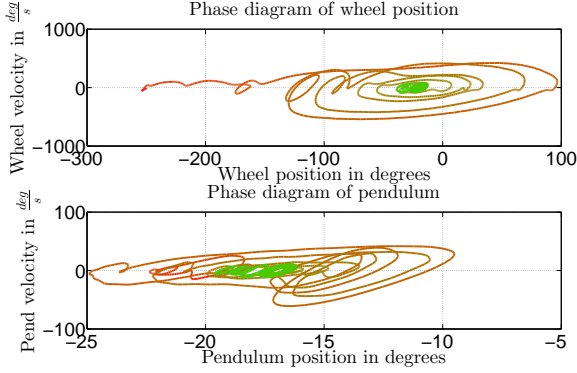 Phase diagram of wheel position
Wheel velocity in deg/s
1000
0
−1000
−300 −200 −100 0 100
Wheel position in degrees
Phase diagram of pendulum
Pend velocity in deg/s
100
0
−100
−25 −20 −15 −10 −5
Pendulum position in degrees